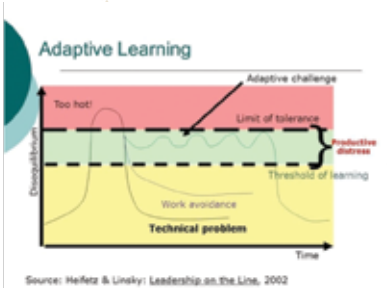 Adaptive Learning
Adaptive challenge
Too hot!
Limit of tolerance
Productive
distress
Disequilibrium
Threshold of learning
Work avoidance
Technical problem
Time
Source: Heifetz & Linsky: Leadership on the Line, 2002